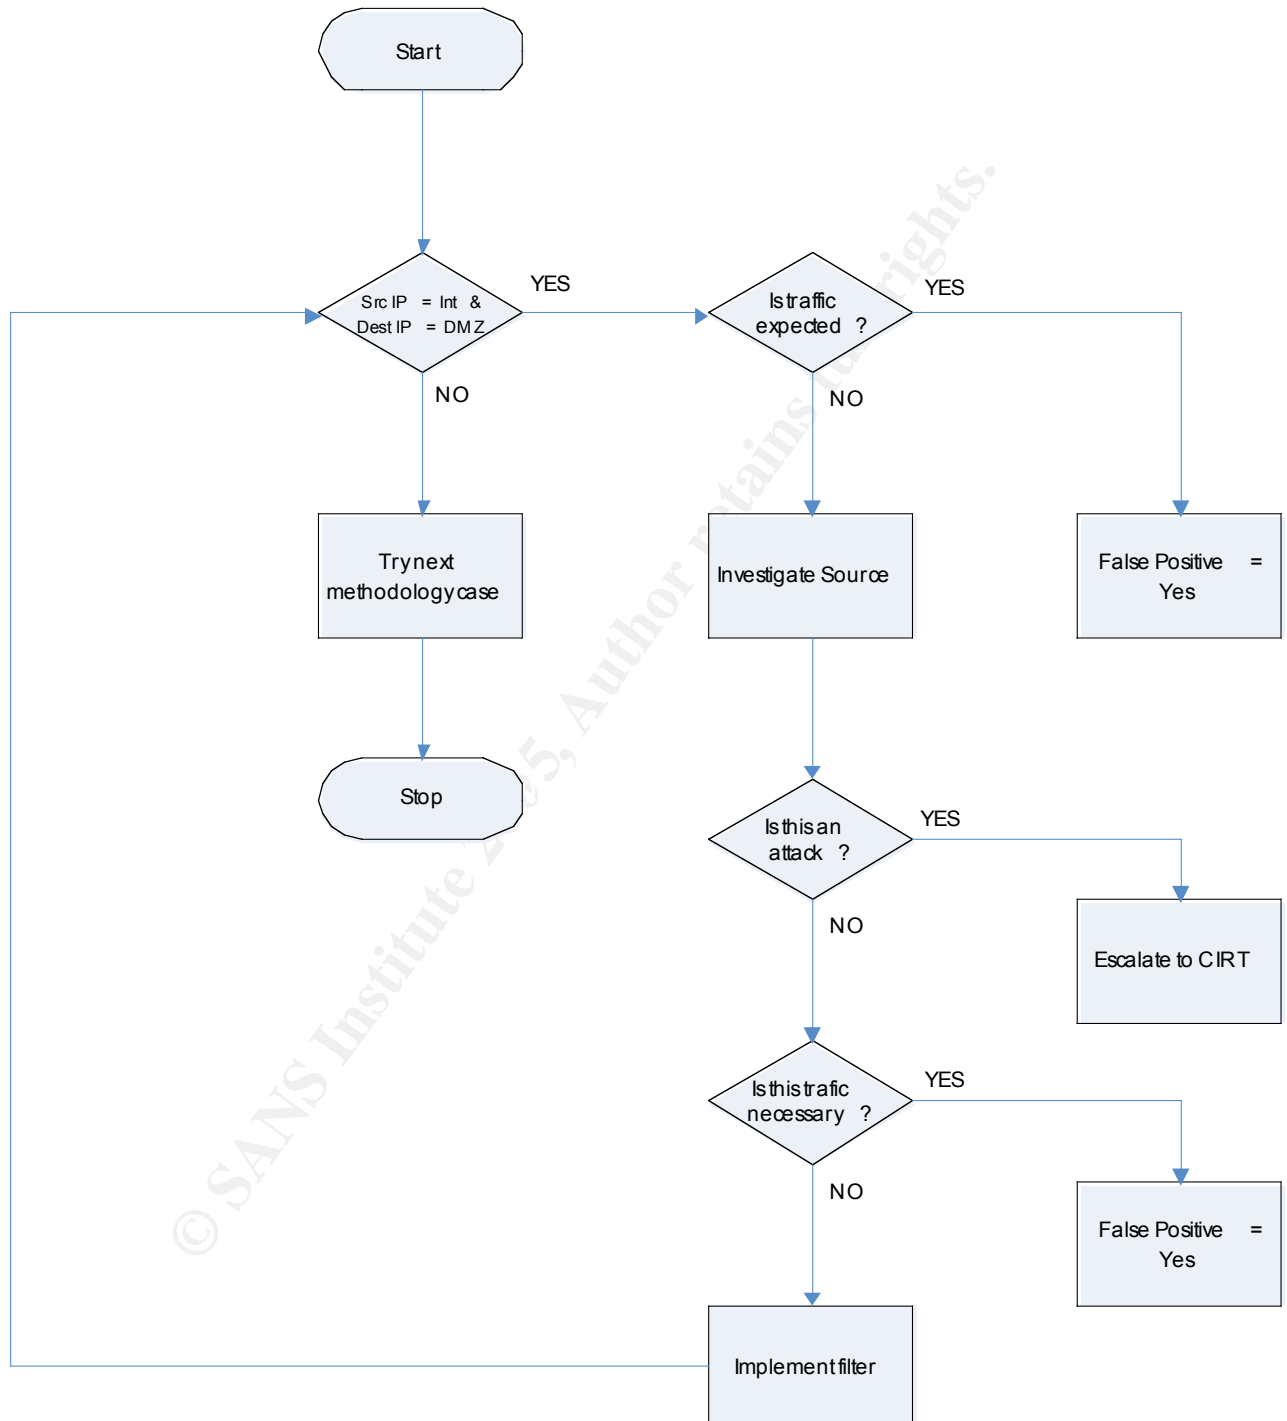 Start
Src IP = Int &
Dest IP = DMZ
YES
NO
Is traffic
expected ?
YES
NO
Try next
methodology case
Investigate Source
False Positive =
Yes
Stop
Is this an
attack ?
YES
NO
Escalate to CIRT
Is this trafic
necessary ?
YES
NO
False Positive =
Yes
Implement filter
© SANS Institute 2005, Author retains full rights.